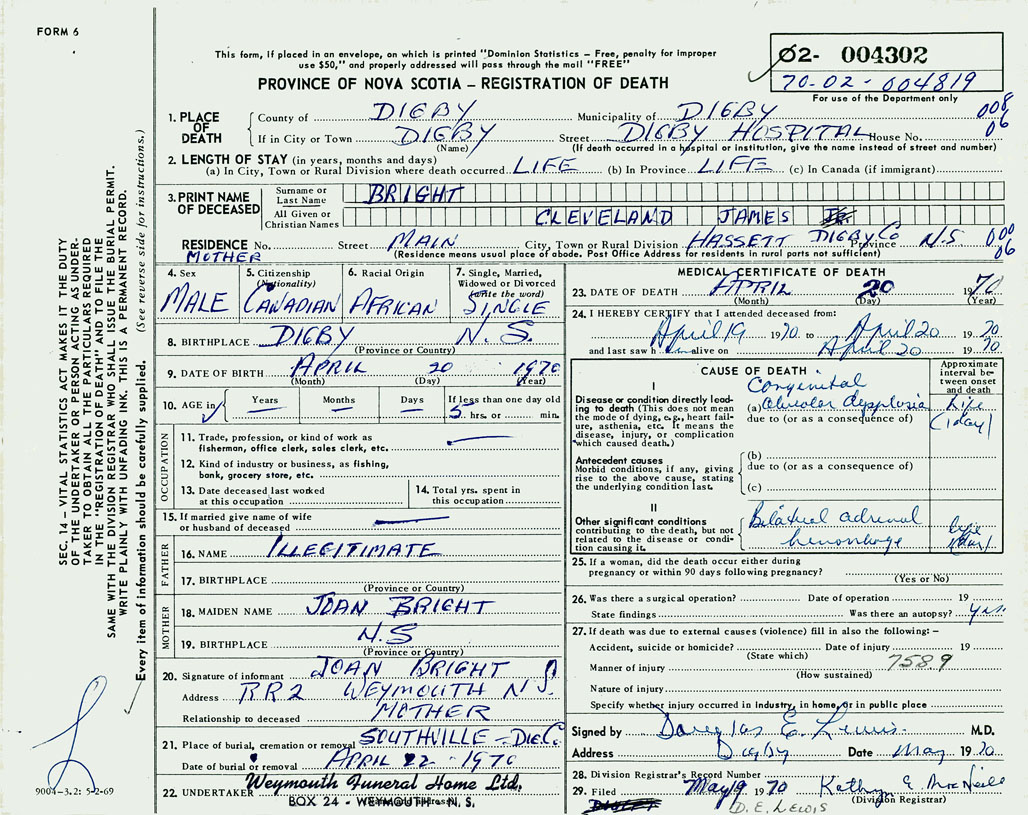 FORM 6
This form, if placed in an envelope, on which is printed "Dominion Statistics – Free, penalty for improper
use $50," and properly addressed will pass through the mail "FREE"
PROVINCE OF NOVA SCOTIA – REGISTRATION OF DEATH
02- 004302
70-02-004819
For use of the Department only
1. PLACE OF DEATH
County of DIGBY Municipality of DIGBY 008
If in City or Town DIGBY Street DIGBY HOSPITAL House No. 06
(Name) (If death occurred in a hospital or institution, give the name instead of street and number)
2. LENGTH OF STAY (in years, months and days)
(a) In City, Town or Rural Division where death occurred LIFE (b) In Province LIFE (c) In Canada (if immigrant)
3. PRINT NAME OF DECEASED
Surname or Last Name BRIGHT
All Given or Christian Names CLEVELAND JAMES
RESIDENCE No. Street MAIN City, Town or Rural Division HASSETT DIGBY Co Province N.S 000
MOTHER (Residence means usual place of abode. Post Office Address for residents in rural parts not sufficient) 06
4. Sex MALE
5. Citizenship (Nationality) CANADIAN
6. Racial Origin AFRICAN
7. Single, Married, Widowed or Divorced (write the word) SINGLE
8. BIRTHPLACE DIGBY N.S.
(Province or Country)
9. DATE OF BIRTH APRIL 20 1970
(Month) (Day) (Year)
10. AGE in Years Months Days If less than one day old
5 hrs. or min.
OCCUPATION
11. Trade, profession, or kind of work as
fisherman, office clerk, sales clerk, etc.
12. Kind of industry or business, as fishing,
bank, grocery store, etc.
13. Date deceased last worked
at this occupation
14. Total yrs. spent in
this occupation
15. If married give name of wife
or husband of deceased
FATHER
16. NAME ILLEGITIMATE
17. BIRTHPLACE
(Province or Country)
MOTHER
18. MAIDEN NAME JOAN BRIGHT
19. BIRTHPLACE N.S
(Province or Country)
20. Signature of informant JOAN BRIGHT
Address RR2 WEYMOUTH N S.
Relationship to deceased MOTHER
21. Place of burial, cremation or removal SOUTHVILLE - DIG.Co
Date of burial or removal APRIL 22 - 1970
22. UNDERTAKER Weymouth Funeral Home Ltd.
BOX 24 - WEYMOUTH N. S.
MEDICAL CERTIFICATE OF DEATH
23. DATE OF DEATH APRIL 20 1970
(Month) (Day) (Year)
24. I HEREBY CERTIFY that I attended deceased from:
April 19 1970 to April 20 1970
and last saw h im alive on April 20 1970
CAUSE OF DEATH
Approximate interval between onset and death
I
Disease or condition directly leading to death (This does not
the mode of dying, e.g., heart failure, asthenia, etc. It means the
disease, injury, or complication
which caused death.)
Congenital
(a) alveolar dysplasia
due to (or as a consequence of)
Life
(1 day)
Antecedent causes
Morbid conditions, if any, giving
rise to the above cause, stating
the underlying condition last.
(b)
due to (or as a consequence of)
(c)
II
Other significant conditions
contributing to the death, but not
related to the disease or condition causing it.
Bilateral adrenal
hemorrhage
25. If a woman, did the death occur either during
pregnancy or within 90 days following pregnancy?
(Yes or No)
26. Was there a surgical operation? Date of operation 19
State findings Was there an autopsy? yes
27. If death was due to external causes (violence) fill in also the following: –
Accident, suicide or homicide? Date of injury 19
(State which)
7589
Manner of injury
(How sustained)
Nature of injury
Specify whether injury occurred in industry, in home, or in public place
Signed by Douglas E. Lewis M.D.
Address Digby Date May 1970
28. Division Registrar's Record Number
29. Filed May 9 1970 Kathryn E. MacNeill
(Division Registrar)
D. E. LEWIS
SEC. 14 – VITAL STATISTICS ACT MAKES IT THE DUTY
OF THE UNDERTAKER OR PERSON ACTING AS UNDER-
TAKER TO OBTAIN ALL THE PARTICULARS REQUIRED
IN THE "REGISTRATION OF DEATH" AND TO FILE THE
SAME WITH THE DIVISION REGISTRAR WHO SHALL ISSUE THE BURIAL PERMIT.
WRITE PLAINLY WITH UNFADING INK. THIS IS A PERMANENT RECORD.
Every item of information should be carefully supplied. (See reverse side for instructions.)
9004-3.2: 5-2-69